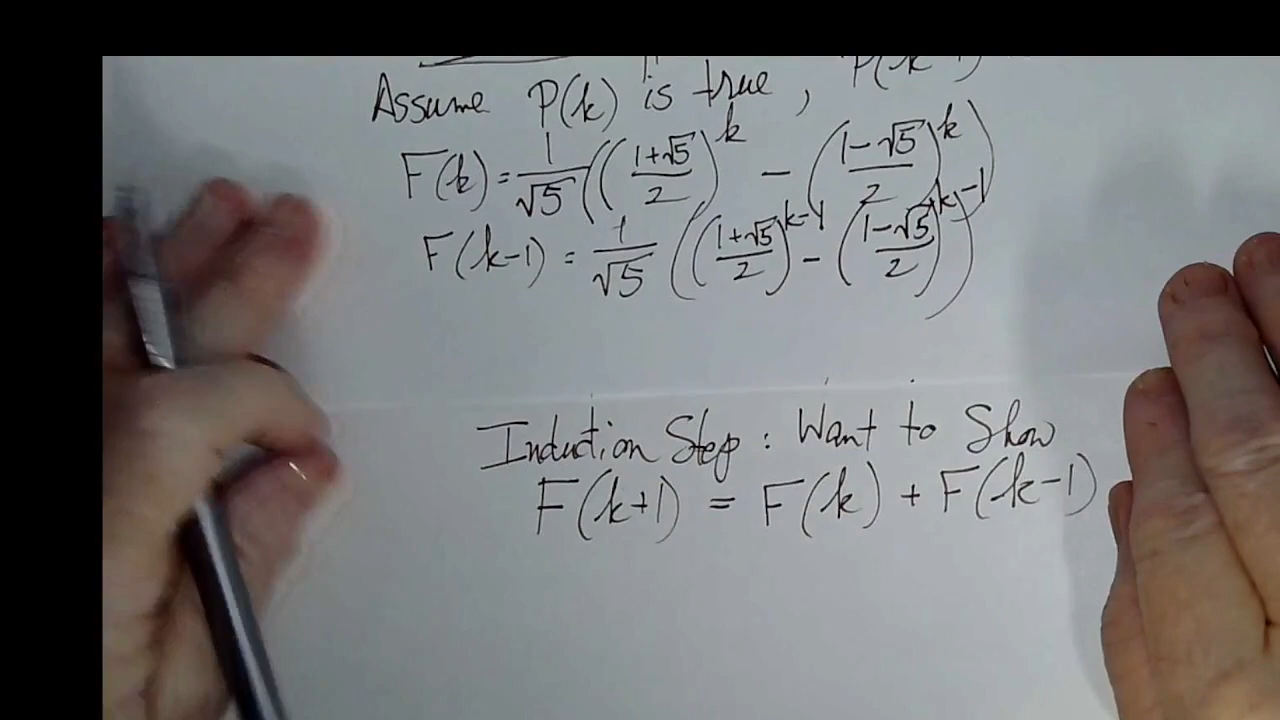 Assume P(k) is true, P(k-1)
F(k) = 1/√5 (((1+√5)/2)^k − ((1−√5)/2)^k)
F(k−1) = 1/√5 (((1+√5)/2)^(k−1) − ((1−√5)/2)^(k−1))
Induction Step: Want to Show
F(k+1) = F(k) + F(k−1)